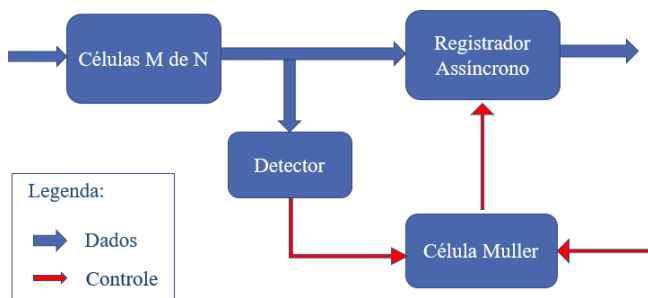 Células M de N
Registrador
Assíncrono
Detector
Legenda:
Dados
Controle
Célula Muller